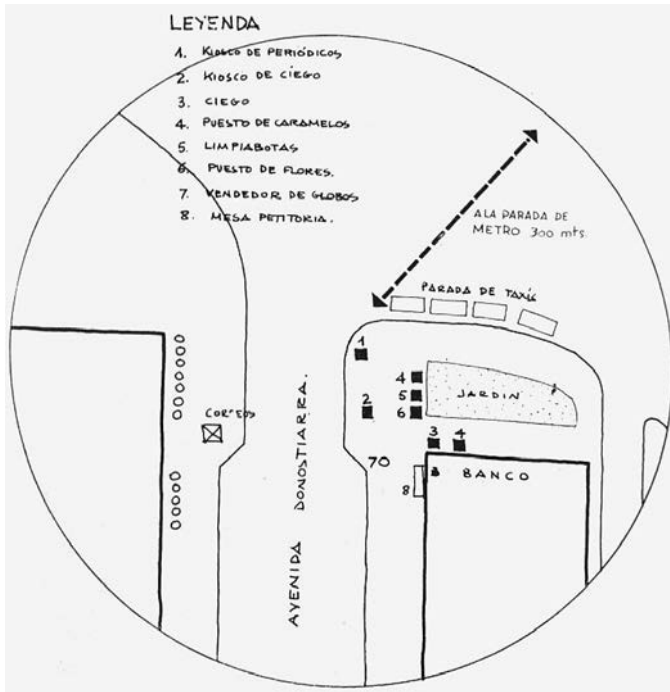 LEYENDA
1. KIOSCO DE PERIÓDICOS
2. KIOSCO DE CIEGO
3. CIEGO
4. PUESTO DE CARAMELOS
5. LIMPIABOTAS
6. PUESTO DE FLORES.
7. VENDEDOR DE GLOBOS
8. MESA PETITORIA.
A LA PARADA DE
METRO 300 mts.
PARADA DE TAXIS
1
4
5
6
JARDIN
2
CORREOS
3 4
70
8
3 BANCO
AVENIDA DONOSTIARRA.